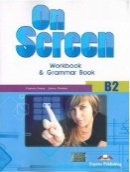 On
Screen
Workbook
& Grammar Book
B2
Express Publishing